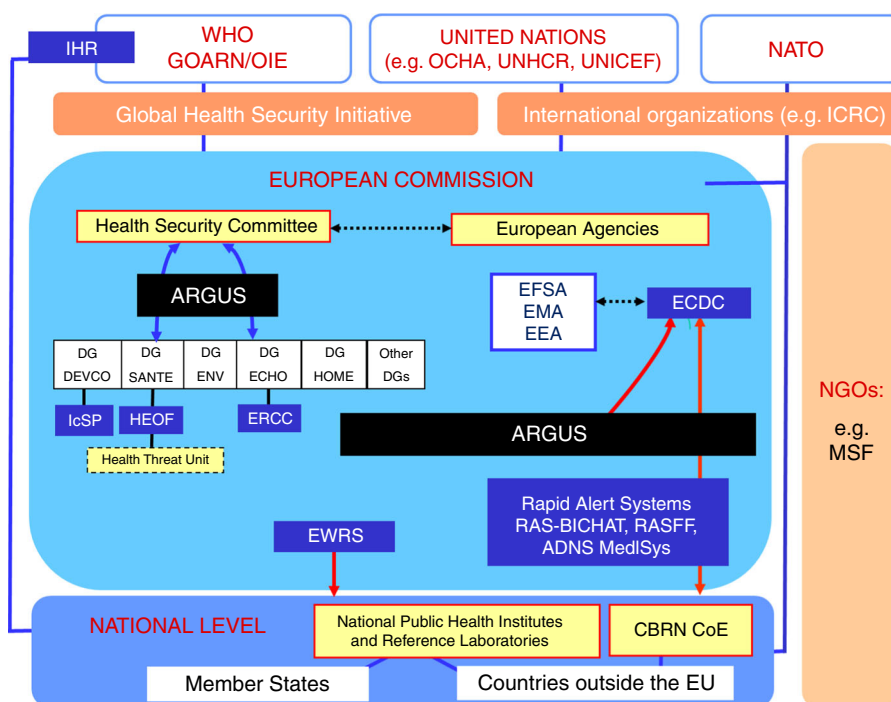 IHR
WHO
GOARN/OIE
UNITED NATIONS
(e.g. OCHA, UNHCR, UNICEF)
NATO
Global Health Security Initiative
International organizations (e.g. ICRC)
EUROPEAN COMMISSION
Health Security Committee
European Agencies
ARGUS
EFSA
EMA
EEA
ECDC
DG
DEVCO
DG
SANTE
DG
ENV
DG
ECHO
DG
HOME
Other
DGs
IcSP
HEOF
ERCC
Health Threat Unit
ARGUS
NGOs:
e.g.
MSF
Rapid Alert Systems
RAS-BICHAT, RASFF,
ADNS MedISys
EWRS
NATIONAL LEVEL
National Public Health Institutes
and Reference Laboratories
CBRN CoE
Member States
Countries outside the EU